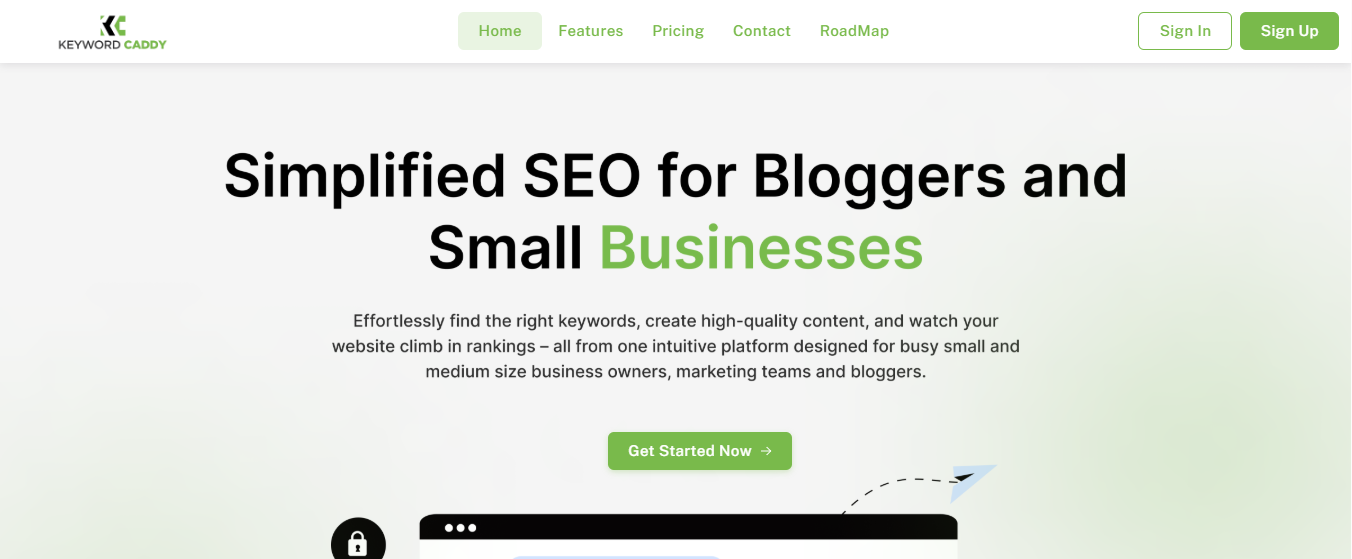 KEYWORD CADDY
Home Features Pricing Contact RoadMap
Sign In Sign Up
Simplified SEO for Bloggers and
Small Businesses
Effortlessly find the right keywords, create high-quality content, and watch your
website climb in rankings – all from one intuitive platform designed for busy small and
medium size business owners, marketing teams and bloggers.
Get Started Now →